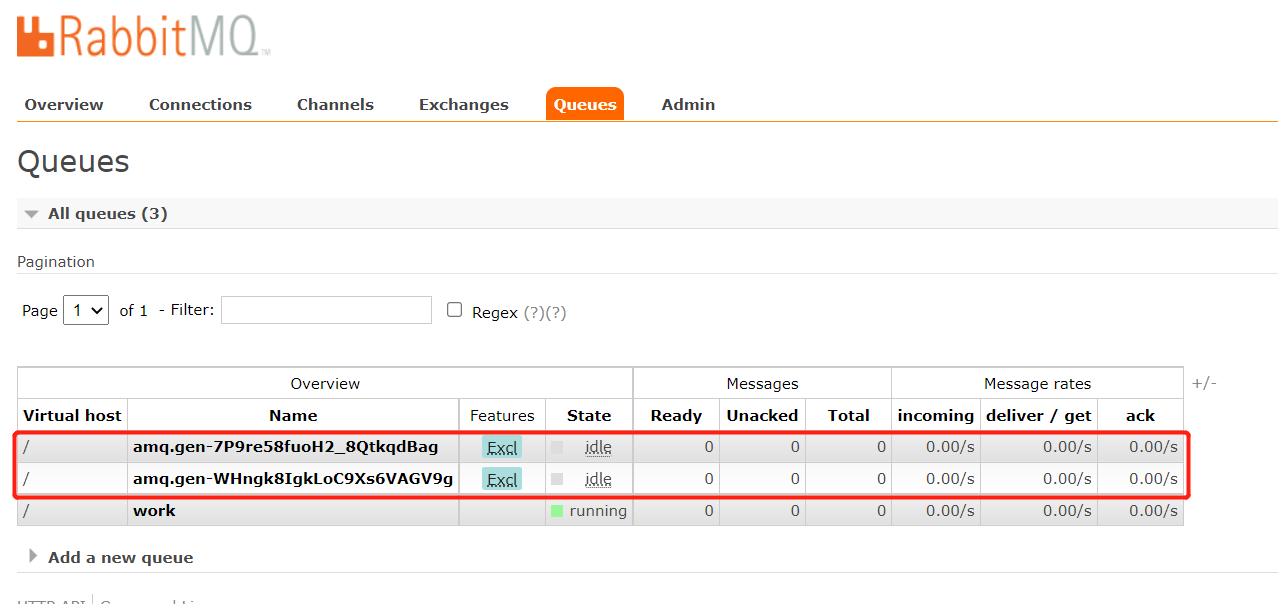 RabbitMQ™
Overview Connections Channels Exchanges Queues Admin
Queues
All queues (3)
Pagination
Page 1 of 1 - Filter: Regex (?)(?)
Overview Messages Message rates +/-
Virtual host Name Features State Ready Unacked Total incoming deliver / get ack
/ amq.gen-7P9re58fuoH2_8QtkqdBag Excl idle 0 0 0 0.00/s 0.00/s 0.00/s
/ amq.gen-WHngk8IgkLoC9Xs6VAGV9g Excl idle 0 0 0 0.00/s 0.00/s 0.00/s
/ work running 0 0 0 0.00/s 0.00/s 0.00/s
Add a new queue
HTTP API